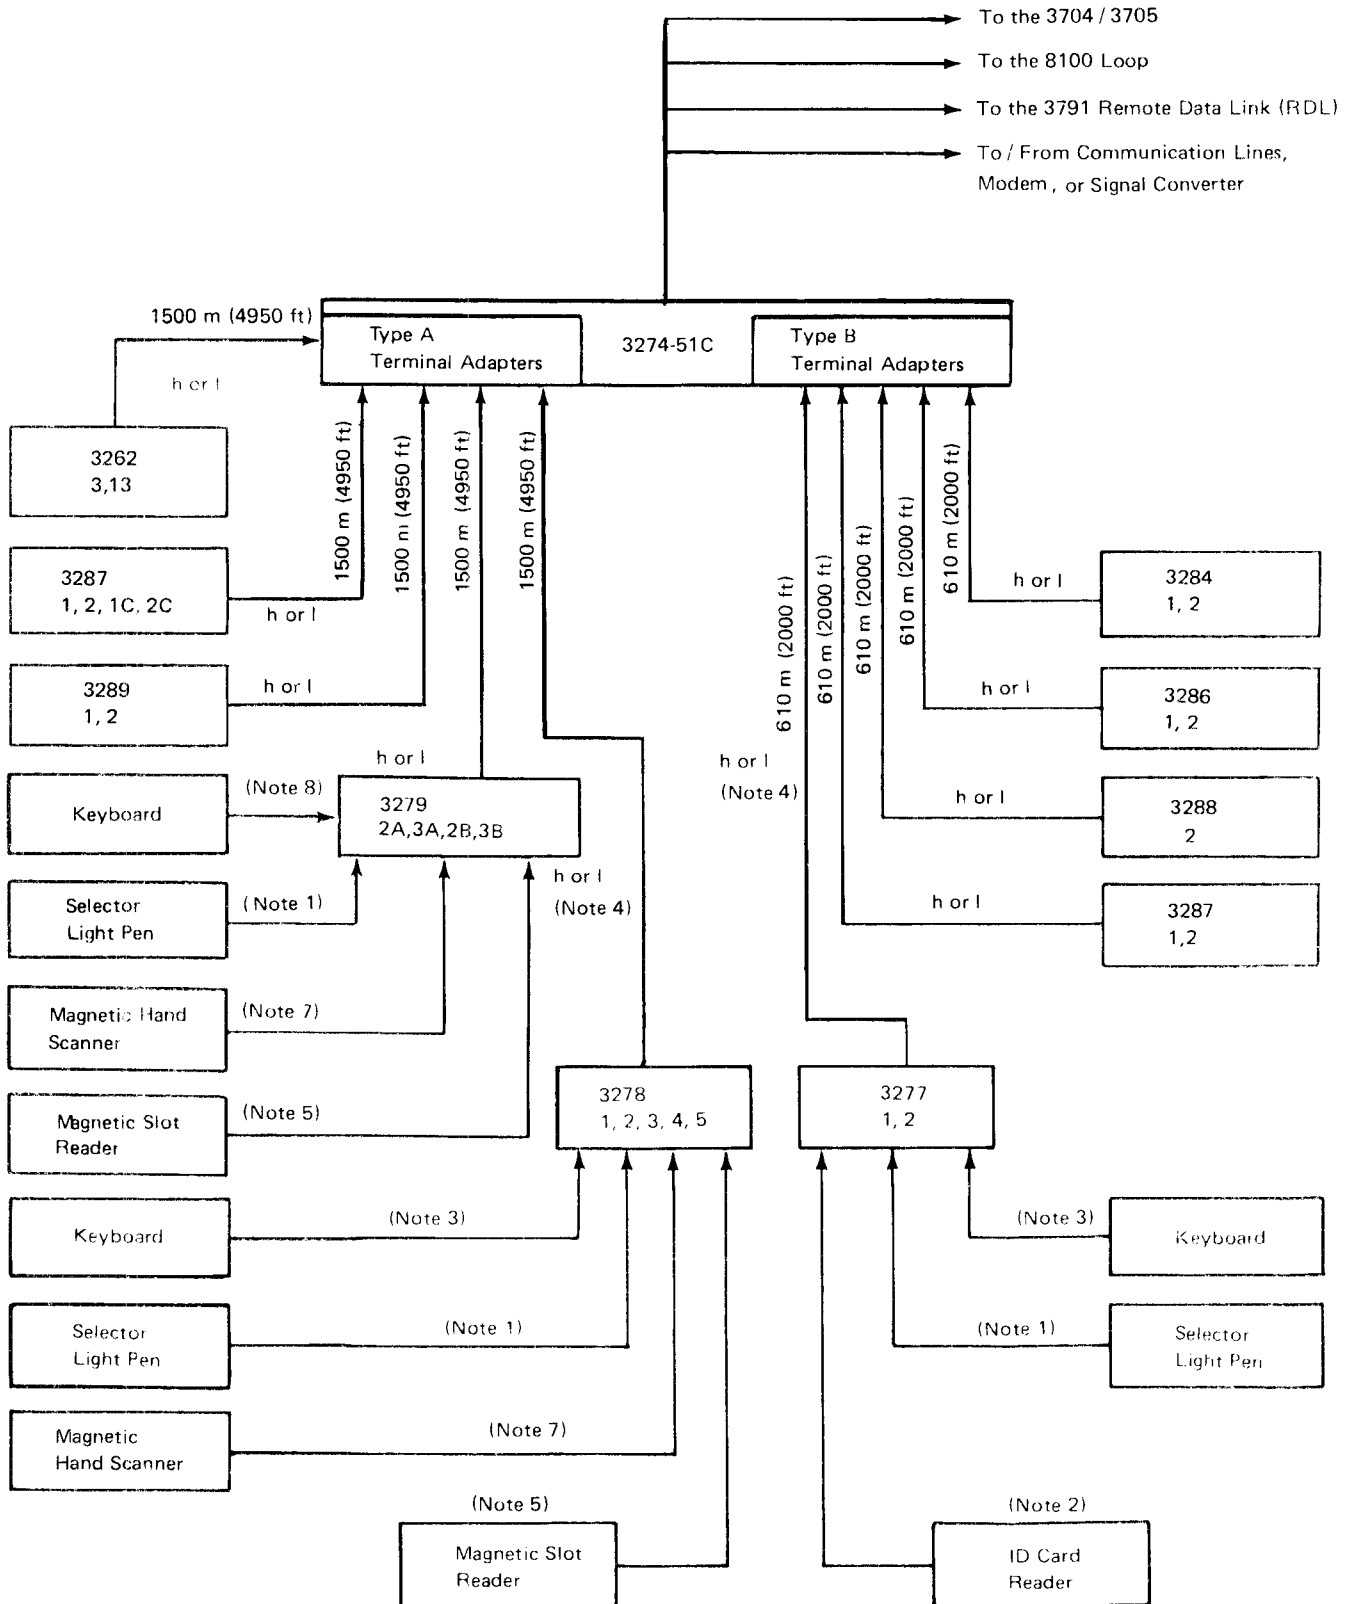 To the 3704 / 3705
To the 8100 Loop
To the 3791 Remote Data Link (RDL)
To / From Communication Lines,
Modem, or Signal Converter
1500 m (4950 ft)
h or l
Type A
Terminal Adapters
3274-51C
Type B
Terminal Adapters
3262
3,13
1500 m (4950 ft)
1500 m (4950 ft)
1500 m (4950 ft)
1500 m (4950 ft)
610 m (2000 ft)
610 m (2000 ft)
610 m (2000 ft)
610 m (2000 ft)
610 m (2000 ft)
3287
1, 2, 1C, 2C
h or l
h or l
3284
1, 2
3289
1, 2
h or l
h or l
3286
1, 2
h or l
h or l
(Note 4)
Keyboard
(Note 8)
3279
2A,3A,2B,3B
h or l
3288
2
Selector
Light Pen
(Note 1)
h or l
(Note 4)
h or l
3287
1,2
Magnetic Hand
Scanner
(Note 7)
Magnetic Slot
Reader
(Note 5)
3278
1, 2, 3, 4, 5
3277
1, 2
Keyboard
(Note 3)
(Note 3)
Keyboard
Selector
Light Pen
(Note 1)
(Note 1)
Selector
Light Pen
Magnetic
Hand Scanner
(Note 7)
(Note 5)
Magnetic Slot
Reader
(Note 2)
ID Card
Reader